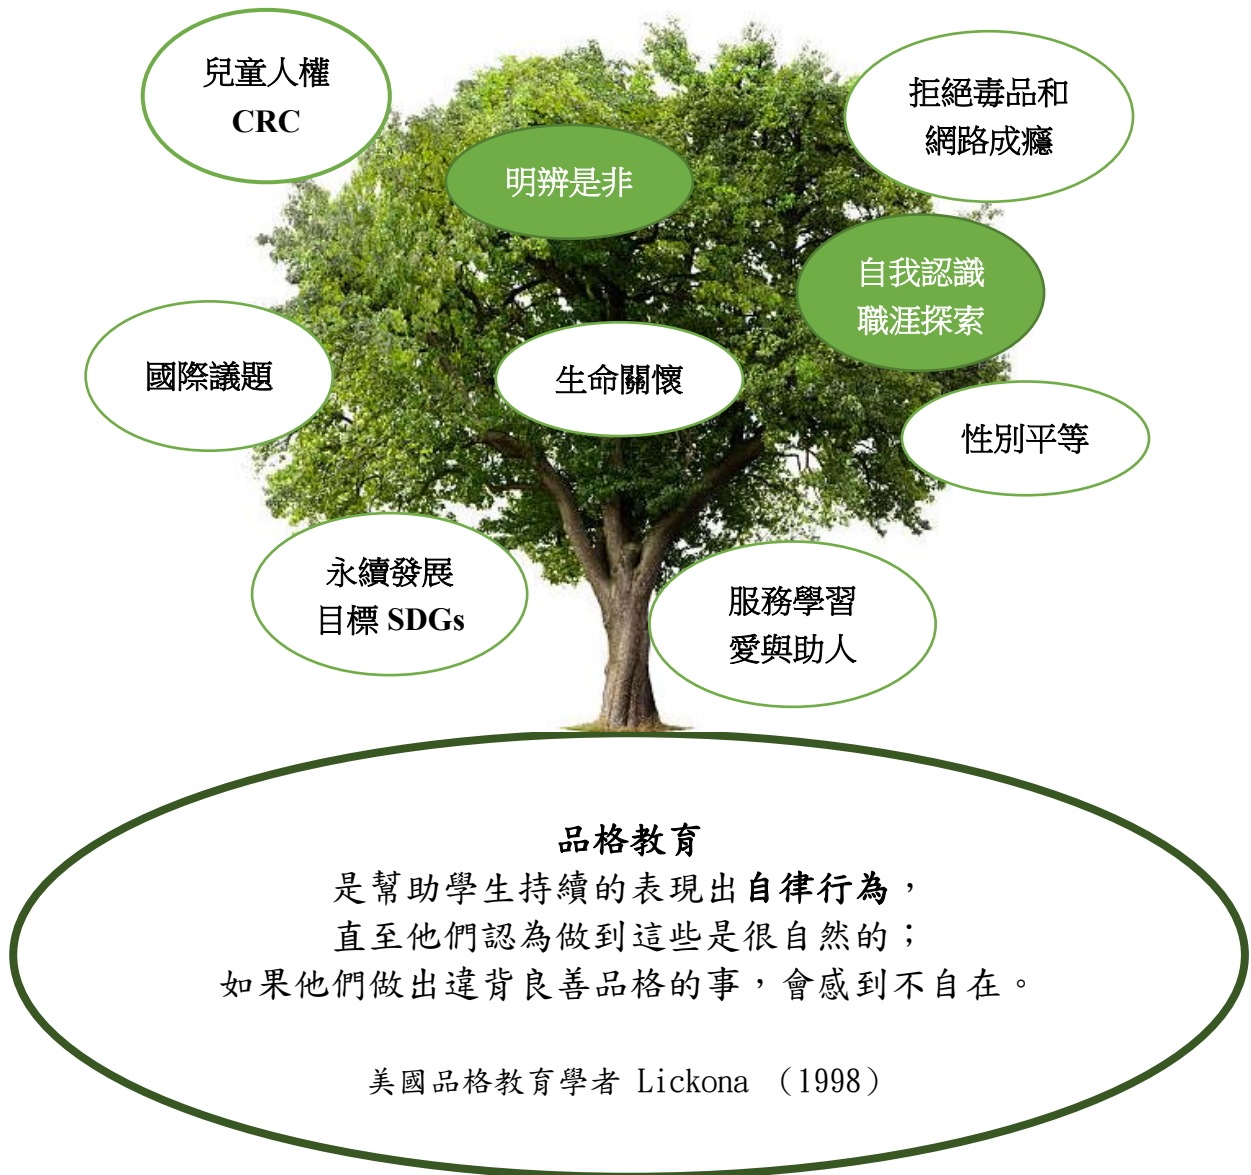 兒童人權
CRC
拒絕毒品和
網路成癮
明辨是非
自我認識
職涯探索
國際議題
生命關懷
性別平等
永續發展
目標 SDGs
服務學習
愛與助人
品格教育
是幫助學生持續的表現出自律行為，
直至他們認為做到這些是很自然的；
如果他們做出違背良善品格的事，會感到不自在。
美國品格教育學者 Lickona （1998）